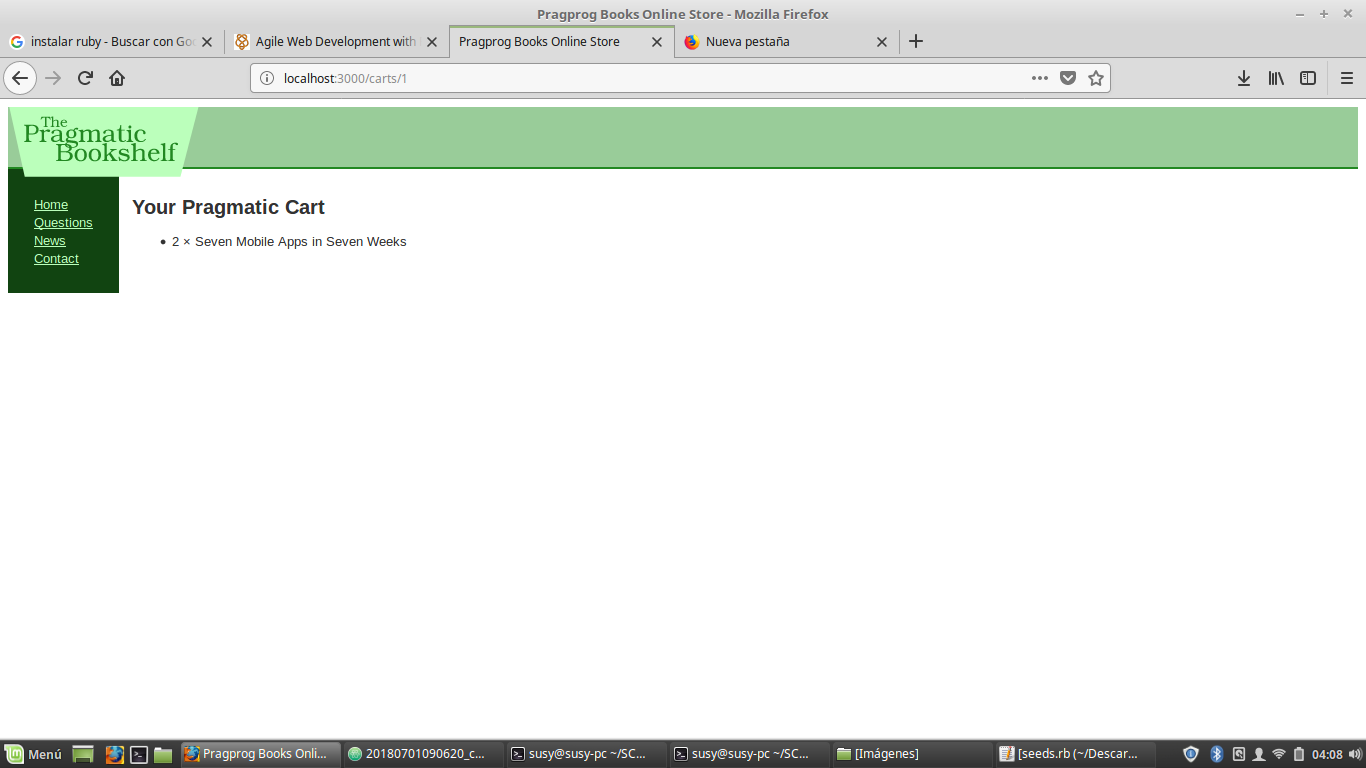 Pragprog Books Online Store - Mozilla Firefox
instalar ruby - Buscar con Goo
Agile Web Development with
Pragprog Books Online Store
Nueva pestaña
localhost:3000/carts/1
The
Pragmatic
Bookshelf
Home
Questions
News
Contact
Your Pragmatic Cart
• 2 × Seven Mobile Apps in Seven Weeks
Menú
Pragprog Books Onli...
20180701090620_c...
susy@susy-pc ~/SC...
susy@susy-pc ~/SC...
[Imágenes]
[seeds.rb (~/Descar...
04:08